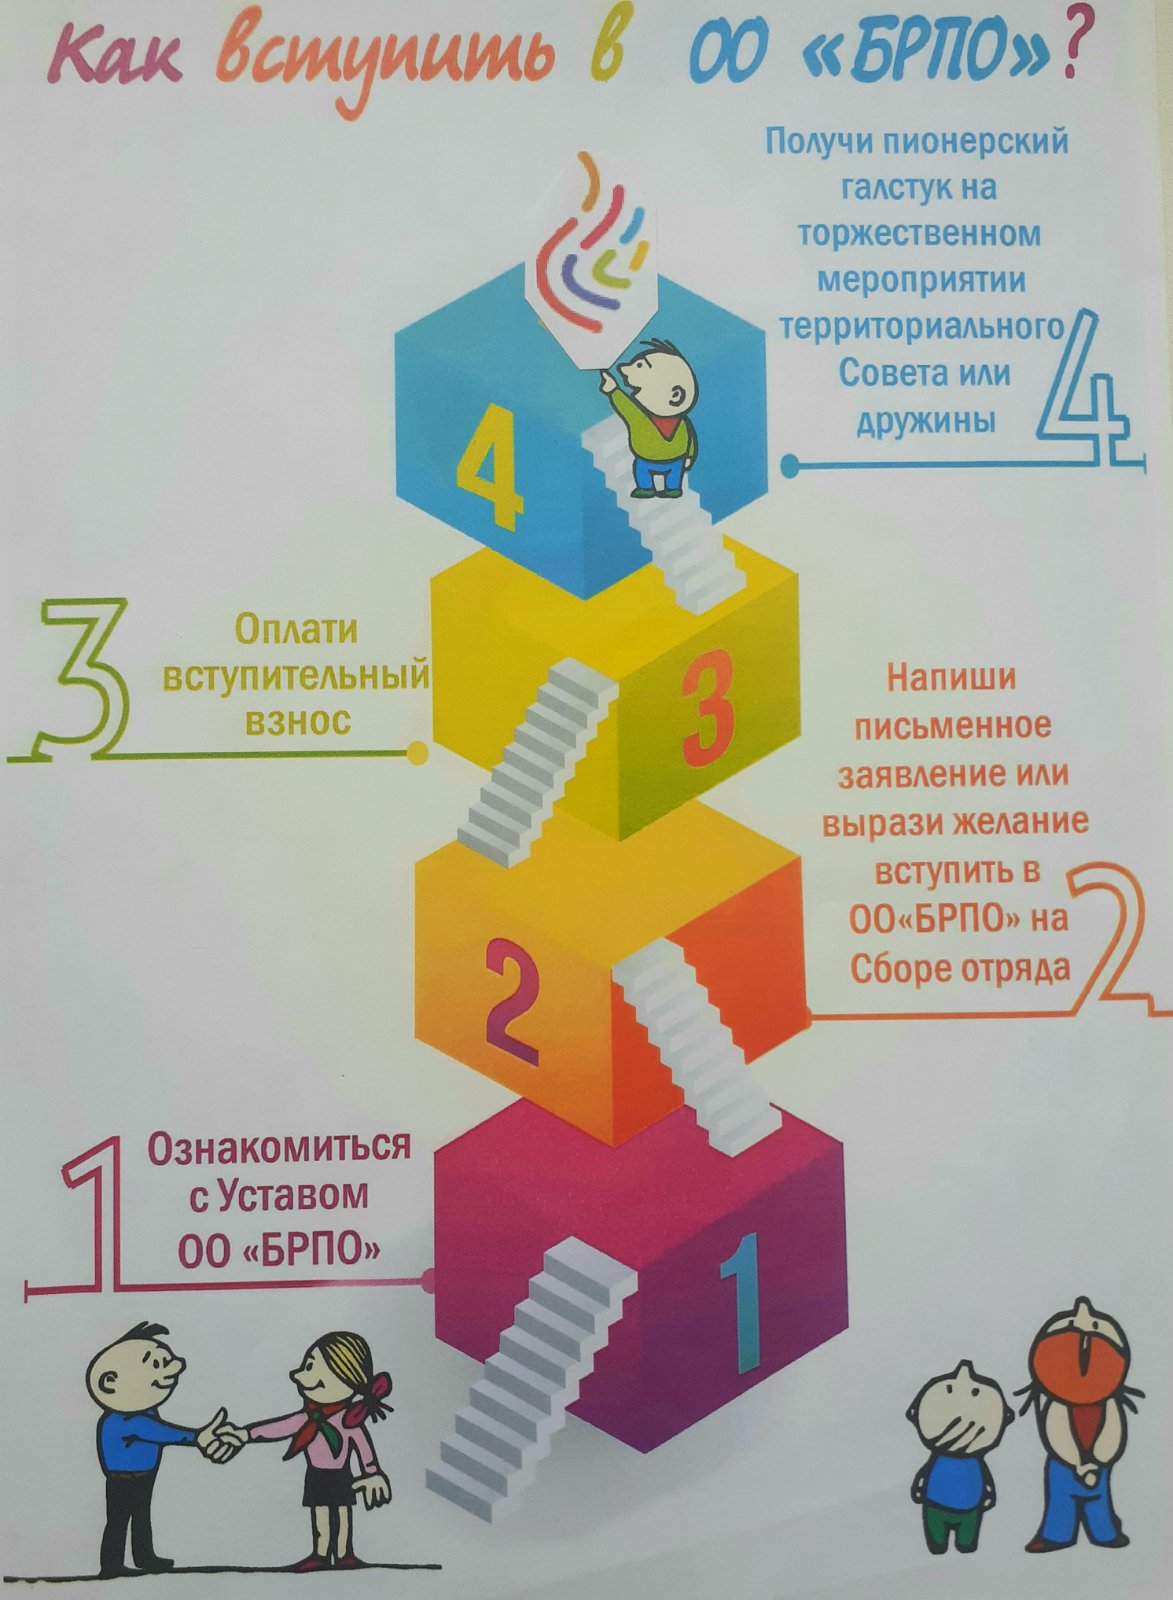 Как вступить в ОО «БРПО»?
Получи пионерский
галстук на
торжественном
мероприятии
территориального
Совета или
дружины
4
4
3
Оплати
вступительный
взнос
3
Напиши
письменное
заявление или
вырази желание
вступить в
ОО«БРПО» на
Сборе отряда
2
2
1
Ознакомиться
с Уставом
ОО «БРПО»
1